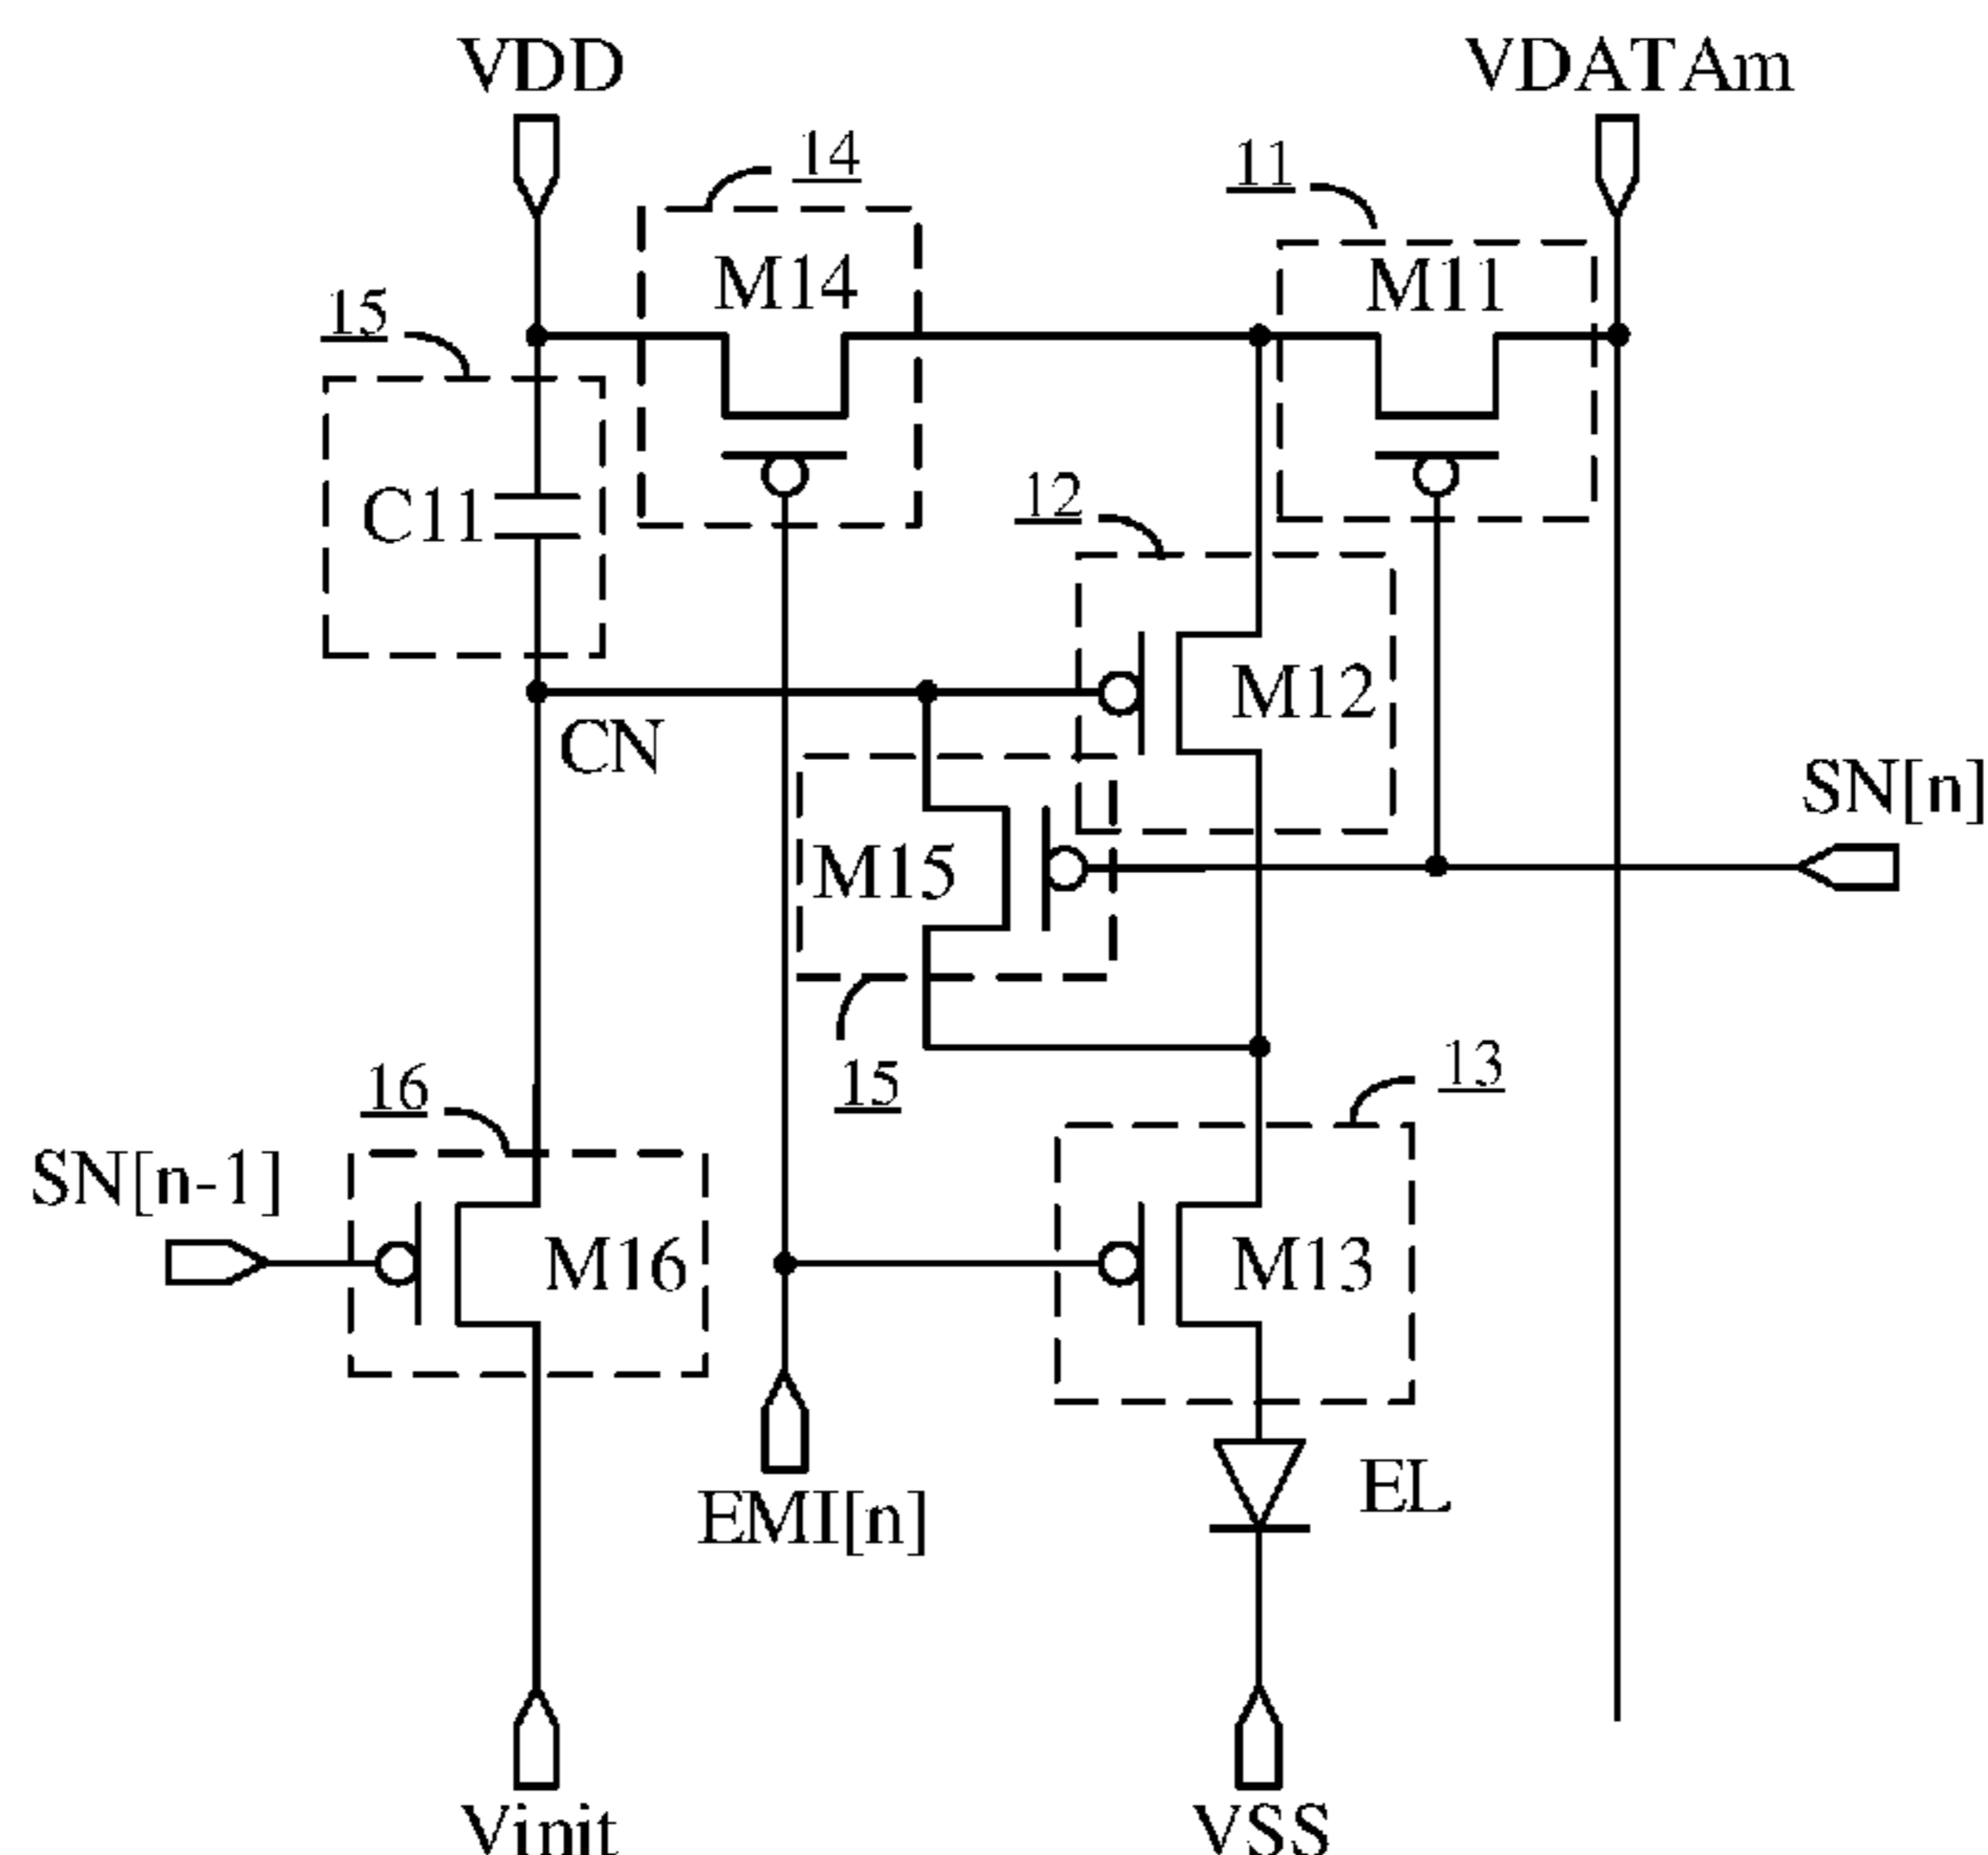 VDD
VDATAm
14
11
M14
M11
15
C11
12
M12
CN
SN[n]
M15
15
13
16
SN[n-1]
M16
M13
EL
EMI[n]
Vinit
VSS